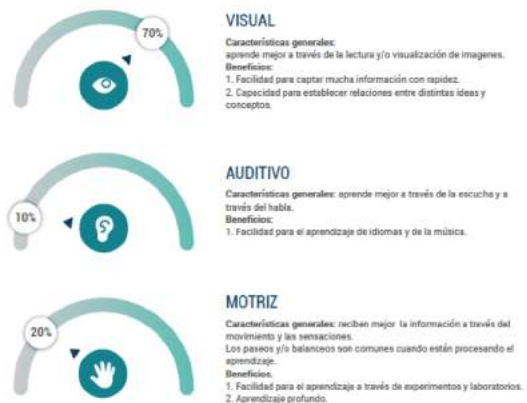 70%
VISUAL
Características generales:
aprende mejor a través de la lectura y/o visualización de imagenes.
Beneficios:
1. Facilidad para captar mucha información con rapidez.
2. Capacidad para establecer relaciones entre distintas ideas y
conceptos.
10%
AUDITIVO
Características generales: aprende mejor a través de la escucha y a
través del habla.
Beneficios:
1. Facilidad para el aprendizaje de idiomas y de la música.
20%
MOTRIZ
Características generales: reciben mejor la información a través del
movimiento y las sensaciones.
Los paseos y/o balanceos son comunes cuando están procesando el
aprendizaje.
Beneficios.
1. Facilidad para el aprendizaje a través de experimentos y laboratorios.
2. Aprendizaje profundo.